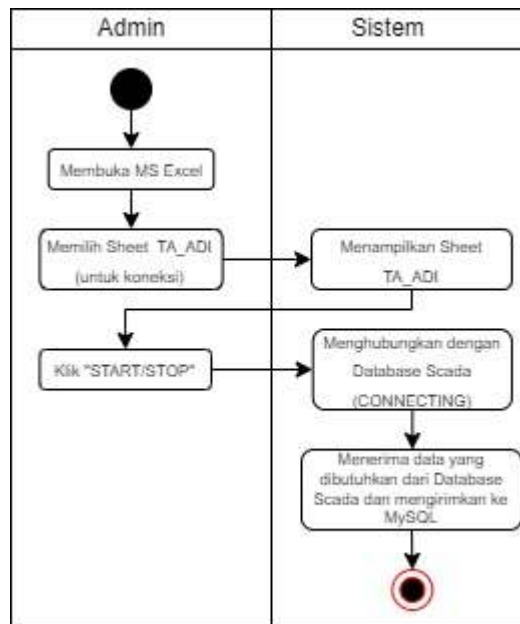 Admin
Sistem
Membuka MS Excel
Memilih Sheet TA_ADI
(untuk koneksi)
Menampilkan Sheet
TA_ADI
Klik "START/STOP"
Menghubungkan dengan
Database Scada
(CONNECTING)
Menerima data yang
dibutuhkan dari Database
Scada dan mengirimkan ke
MySQL